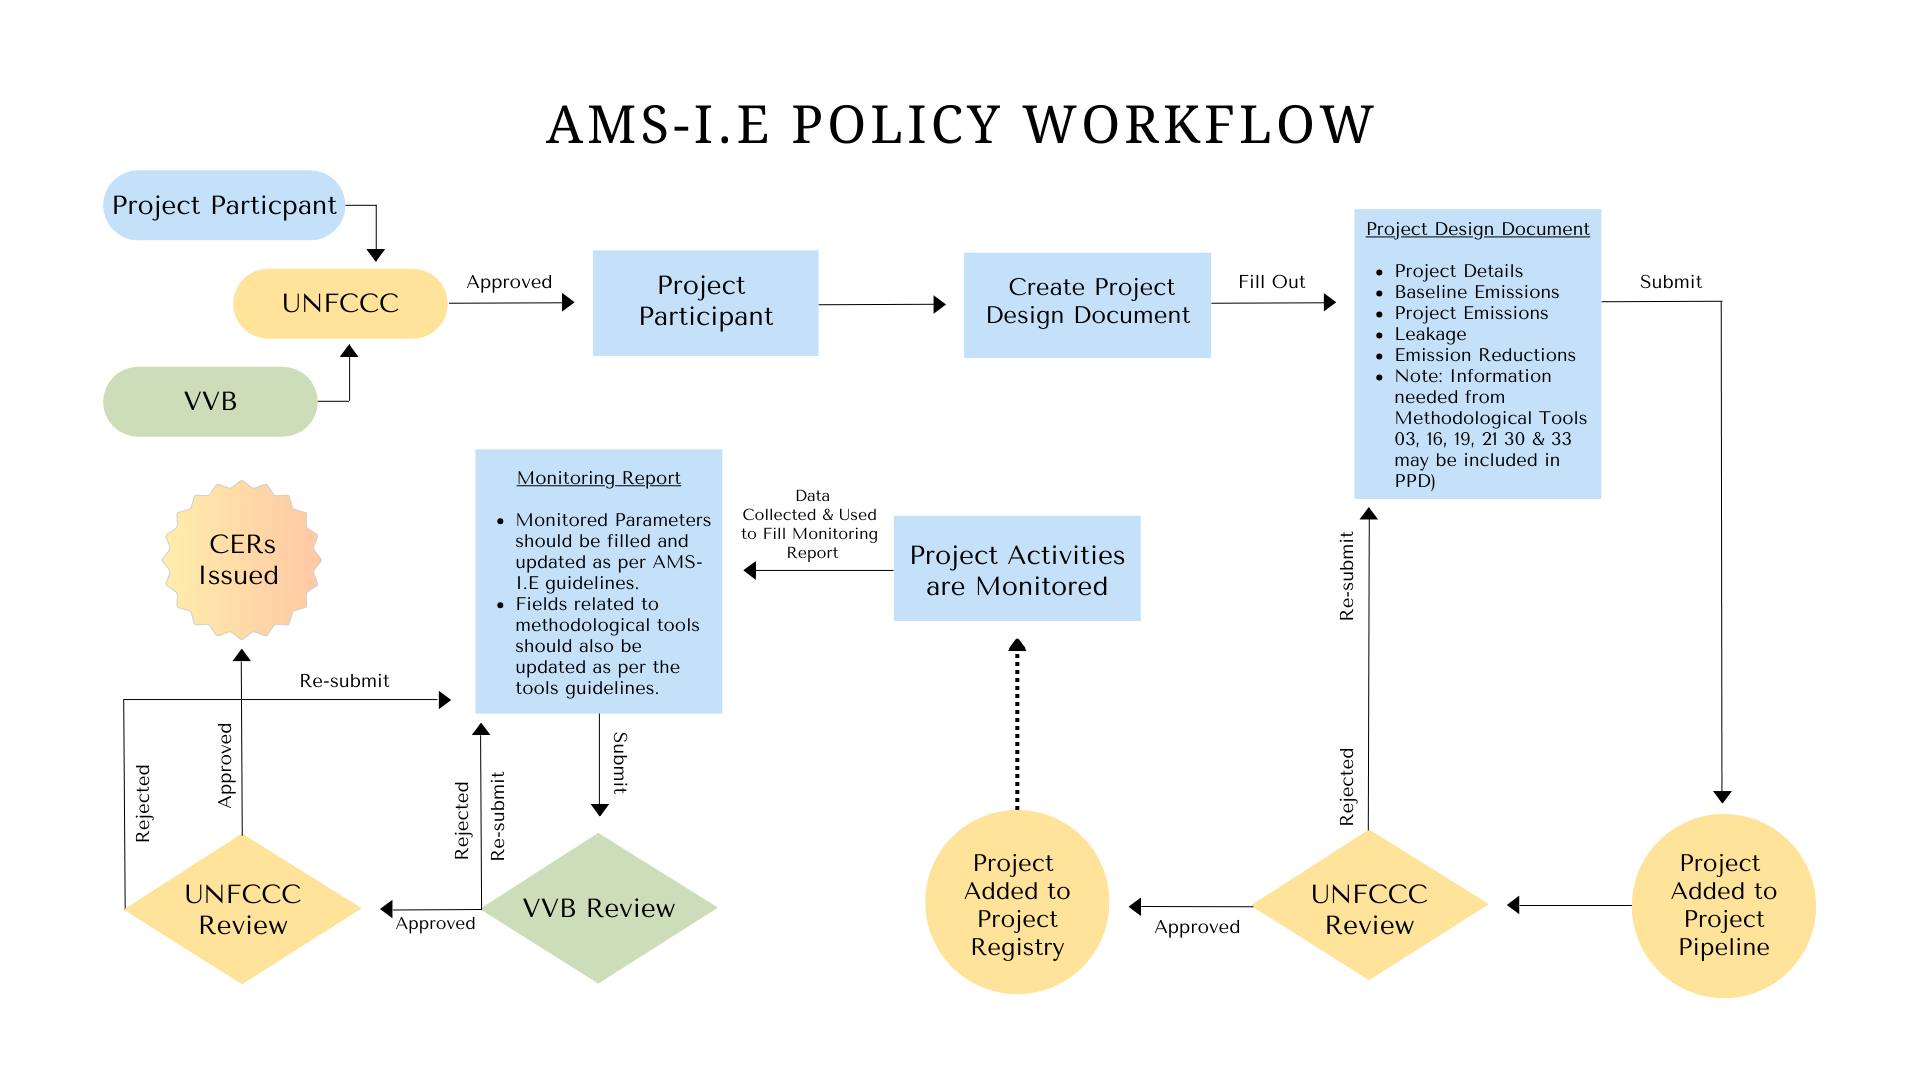 AMS-I.E POLICY WORKFLOW
Project Particpant
UNFCCC
VVB
Approved
Project
Participant
Create Project
Design Document
Fill Out
Project Design Document
Project Details
Baseline Emissions
Project Emissions
Leakage
Emission Reductions
Note: Information
needed from
Methodological Tools
03, 16, 19, 21 30 & 33
may be included in
PPD)
Submit
Project
Added to
Project
Pipeline
UNFCCC
Review
Rejected
Re-submit
Approved
Project
Added to
Project
Registry
Project Activities
are Monitored
Data
Collected & Used
to Fill Monitoring
Report
Monitoring Report
Monitored Parameters
should be filled and
updated as per AMS-
I.E guidelines.
Fields related to
methodological tools
should also be
updated as per the
tools guidelines.
Submit
VVB Review
Rejected
Re-submit
Approved
UNFCCC
Review
Rejected
Re-submit
Approved
CERs
Issued